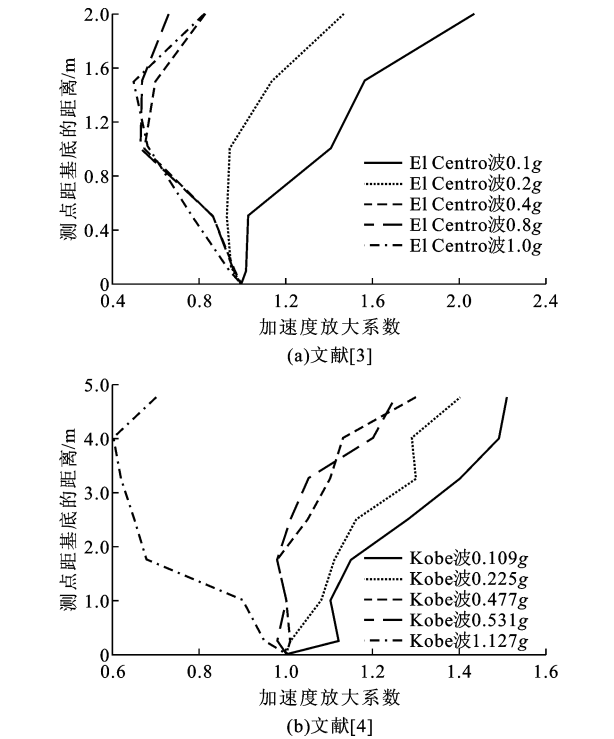 2.0
1.6
1.2
0.8
0.4
0
测点距基底的距离/m
El Centro波0.1g
El Centro波0.2g
El Centro波0.4g
El Centro波0.8g
El Centro波1.0g
0.4 0.8 1.2 1.6 2.0 2.4
加速度放大系数
(a)文献[3]
5.0
4.0
3.0
2.0
1.0
0
测点距基底的距离/m
Kobe波0.109g
Kobe波0.225g
Kobe波0.477g
Kobe波0.531g
Kobe波1.127g
0.6 0.8 1.0 1.2 1.4 1.6
加速度放大系数
(b)文献[4]